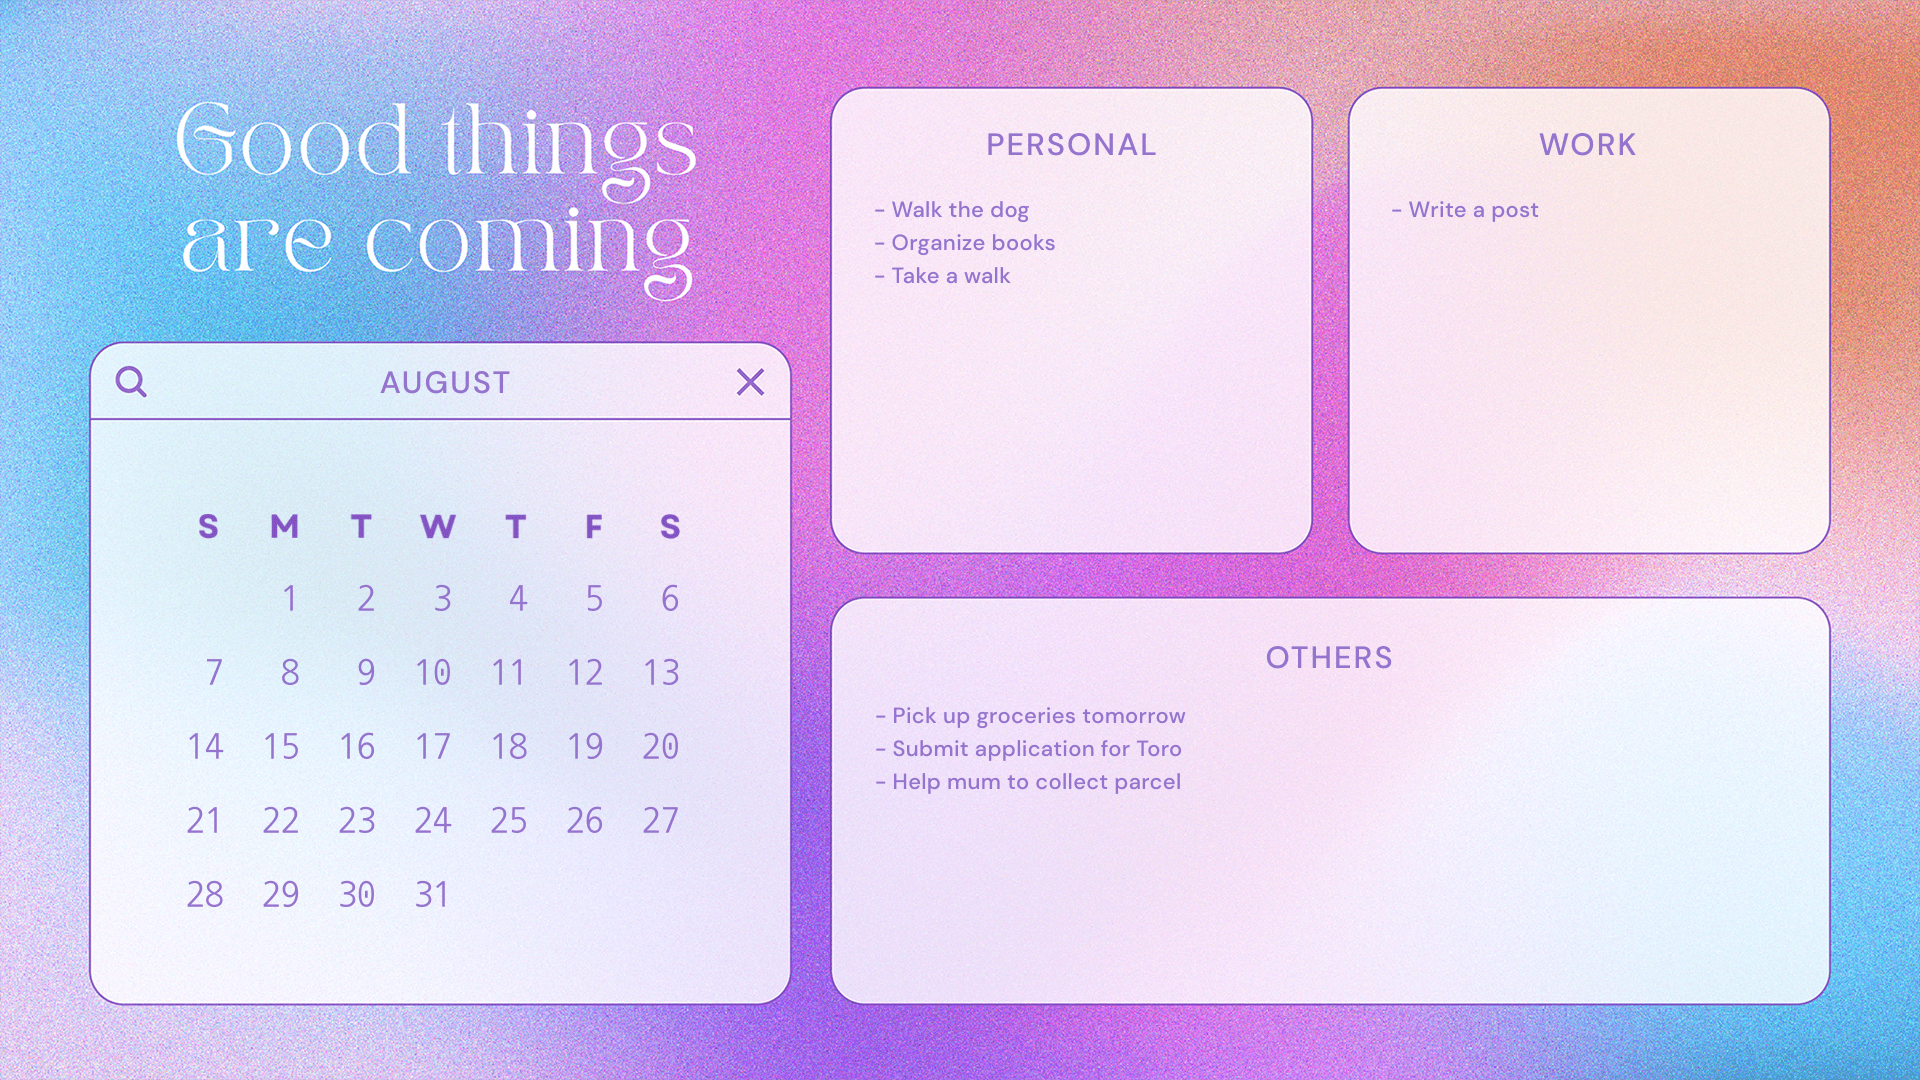 Good things
are coming
AUGUST
S M T W T F S
1 2 3 4 5 6
7 8 9 10 11 12 13
14 15 16 17 18 19 20
21 22 23 24 25 26 27
28 29 30 31
PERSONAL
- Walk the dog
- Organize books
- Take a walk
WORK
- Write a post
OTHERS
- Pick up groceries tomorrow
- Submit application for Toro
- Help mum to collect parcel